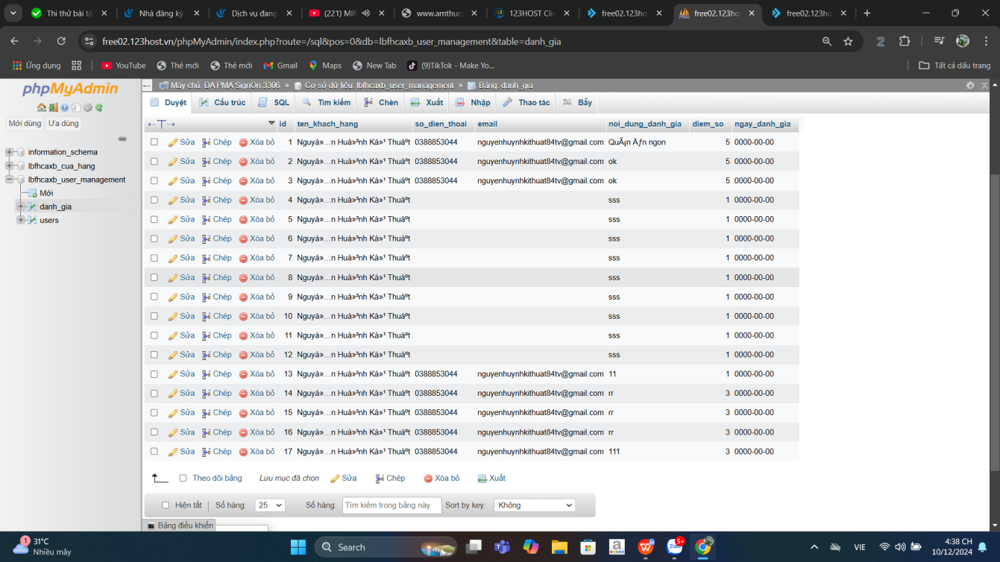 Thi thử bài tậ
Nhà đăng ký
Dịch vụ đang
(221) MIN
www.amthuc
123HOST Clie
free02.123ho
free02.123ho
free02.123ho
free02.123host.vn/phpMyAdmin/index.php?route=/sql&pos=0&db=lbfhcaxb_user_management&table=danh_gia
Ứng dụng
YouTube
Thẻ mới
Thẻ mới
Gmail
Maps
New Tab
(9)TikTok - Make Yo...
Tất cả dấu trang
phpMyAdmin
Mới dùng Ưa dùng
information_schema
lbfhcaxb_cua_hang
lbfhcaxb_user_management
Mới
danh_gia
users
Máy chủ: DA PMA SignOn 3306 » Cơ sở dữ liệu: lbfhcaxb_user_management » Bảng: danh_gia
Duyệt Cấu trúc SQL Tìm kiếm Chèn Xuất Nhập Thao tác Bẫy
←T→ id ten_khach_hang so_dien_thoai email noi_dung_danh_gia diem_so ngay_danh_gia
Sửa Chép Xóa bỏ 1 Nguyá»…n Huá»³nh Ká»¹ Thuáº­t 0388853044 nguyenhuynhkithuat84tv@gmail.com QuÃ¡n Äƒn ngon 5 0000-00-00
Sửa Chép Xóa bỏ 2 Nguyá»…n Huá»³nh Ká»¹ Thuáº­t 0388853044 nguyenhuynhkithuat84tv@gmail.com ok 5 0000-00-00
Sửa Chép Xóa bỏ 3 Nguyá»…n Huá»³nh Ká»¹ Thuáº­t 0388853044 nguyenhuynhkithuat84tv@gmail.com ok 5 0000-00-00
Sửa Chép Xóa bỏ 4 Nguyá»…n Huá»³nh Ká»¹ Thuáº­t sss 1 0000-00-00
Sửa Chép Xóa bỏ 5 Nguyá»…n Huá»³nh Ká»¹ Thuáº­t sss 1 0000-00-00
Sửa Chép Xóa bỏ 6 Nguyá»…n Huá»³nh Ká»¹ Thuáº­t sss 1 0000-00-00
Sửa Chép Xóa bỏ 7 Nguyá»…n Huá»³nh Ká»¹ Thuáº­t sss 1 0000-00-00
Sửa Chép Xóa bỏ 8 Nguyá»…n Huá»³nh Ká»¹ Thuáº­t sss 1 0000-00-00
Sửa Chép Xóa bỏ 9 Nguyá»…n Huá»³nh Ká»¹ Thuáº­t sss 1 0000-00-00
Sửa Chép Xóa bỏ 10 Nguyá»…n Huá»³nh Ká»¹ Thuáº­t sss 1 0000-00-00
Sửa Chép Xóa bỏ 11 Nguyá»…n Huá»³nh Ká»¹ Thuáº­t sss 1 0000-00-00
Sửa Chép Xóa bỏ 12 Nguyá»…n Huá»³nh Ká»¹ Thuáº­t sss 1 0000-00-00
Sửa Chép Xóa bỏ 13 Nguyá»…n Huá»³nh Ká»¹ Thuáº­t 0388853044 nguyenhuynhkithuat84tv@gmail.com 11 1 0000-00-00
Sửa Chép Xóa bỏ 14 Nguyá»…n Huá»³nh Ká»¹ Thuáº­t 0388853044 nguyenhuynhkithuat84tv@gmail.com rr 3 0000-00-00
Sửa Chép Xóa bỏ 15 Nguyá»…n Huá»³nh Ká»¹ Thuáº­t 0388853044 nguyenhuynhkithuat84tv@gmail.com rr 3 0000-00-00
Sửa Chép Xóa bỏ 16 Nguyá»…n Huá»³nh Ká»¹ Thuáº­t 0388853044 nguyenhuynhkithuat84tv@gmail.com rr 3 0000-00-00
Sửa Chép Xóa bỏ 17 Nguyá»…n Huá»³nh Ká»¹ Thuáº­t 0388853044 nguyenhuynhkithuat84tv@gmail.com 111 3 0000-00-00
Theo dõi bảng Lưu mục đã chọn Sửa Chép Xóa bỏ Xuất
Hiện tất Số hàng: 25 Số hàng: Tìm kiếm trong bảng này Sort by key: Không
Bảng điều khiển
1
31°C
Nhiều mây
Search
5+
VIE
4:38 CH
10/12/2024